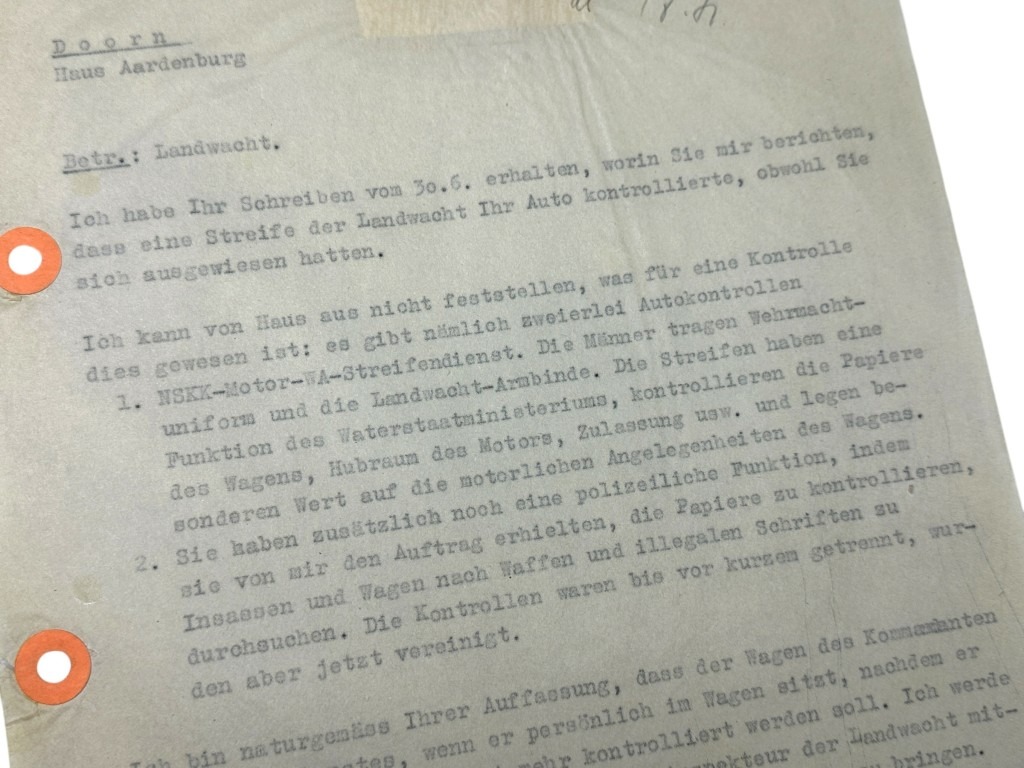 Doorn
Haus Aardenburg
Betr.: Landwacht.
Ich habe Ihr Schreiben vom 30.6. erhalten, worin Sie mir berichten,
dass eine Streife der Landwacht Ihr Auto kontrollierte, obwohl Sie
sich ausgewiesen hatten.
Ich kann von Haus aus nicht feststellen, was für eine Kontrolle
dies gewesen ist: es gibt nämlich zweierlei Autokontrollen
1. NSKK-Motor-WA-Streifendienst. Die Männer tragen Wehrmacht-
uniform und die Landwacht-Armbinde. Die Streifen haben eine
Funktion des Waterstaatministeriums, kontrollieren die Papiere
des Wagens, Hubraum des Motors, Zulassung usw. und legen be-
sonderen Wert auf die motorlichen Angelegenheiten des Wagens.
2. Sie haben zusätzlich noch eine polizeiliche Funktion, indem
sie von mir den Auftrag erhielten, die Papiere zu kontrollieren,
Insassen und Wagen nach Waffen und illegalen Schriften zu
durchsuchen. Die Kontrollen waren bis vor kurzem getrennt, wur-
den aber jetzt vereinigt.
Ich bin naturgemäss Ihrer Auffassung, dass der Wagen des Kommandanten
wenn er persönlich im Wagen sitzt, nachdem er
mehr kontrolliert werden soll. Ich werde
der Landwacht mit-
bringen.